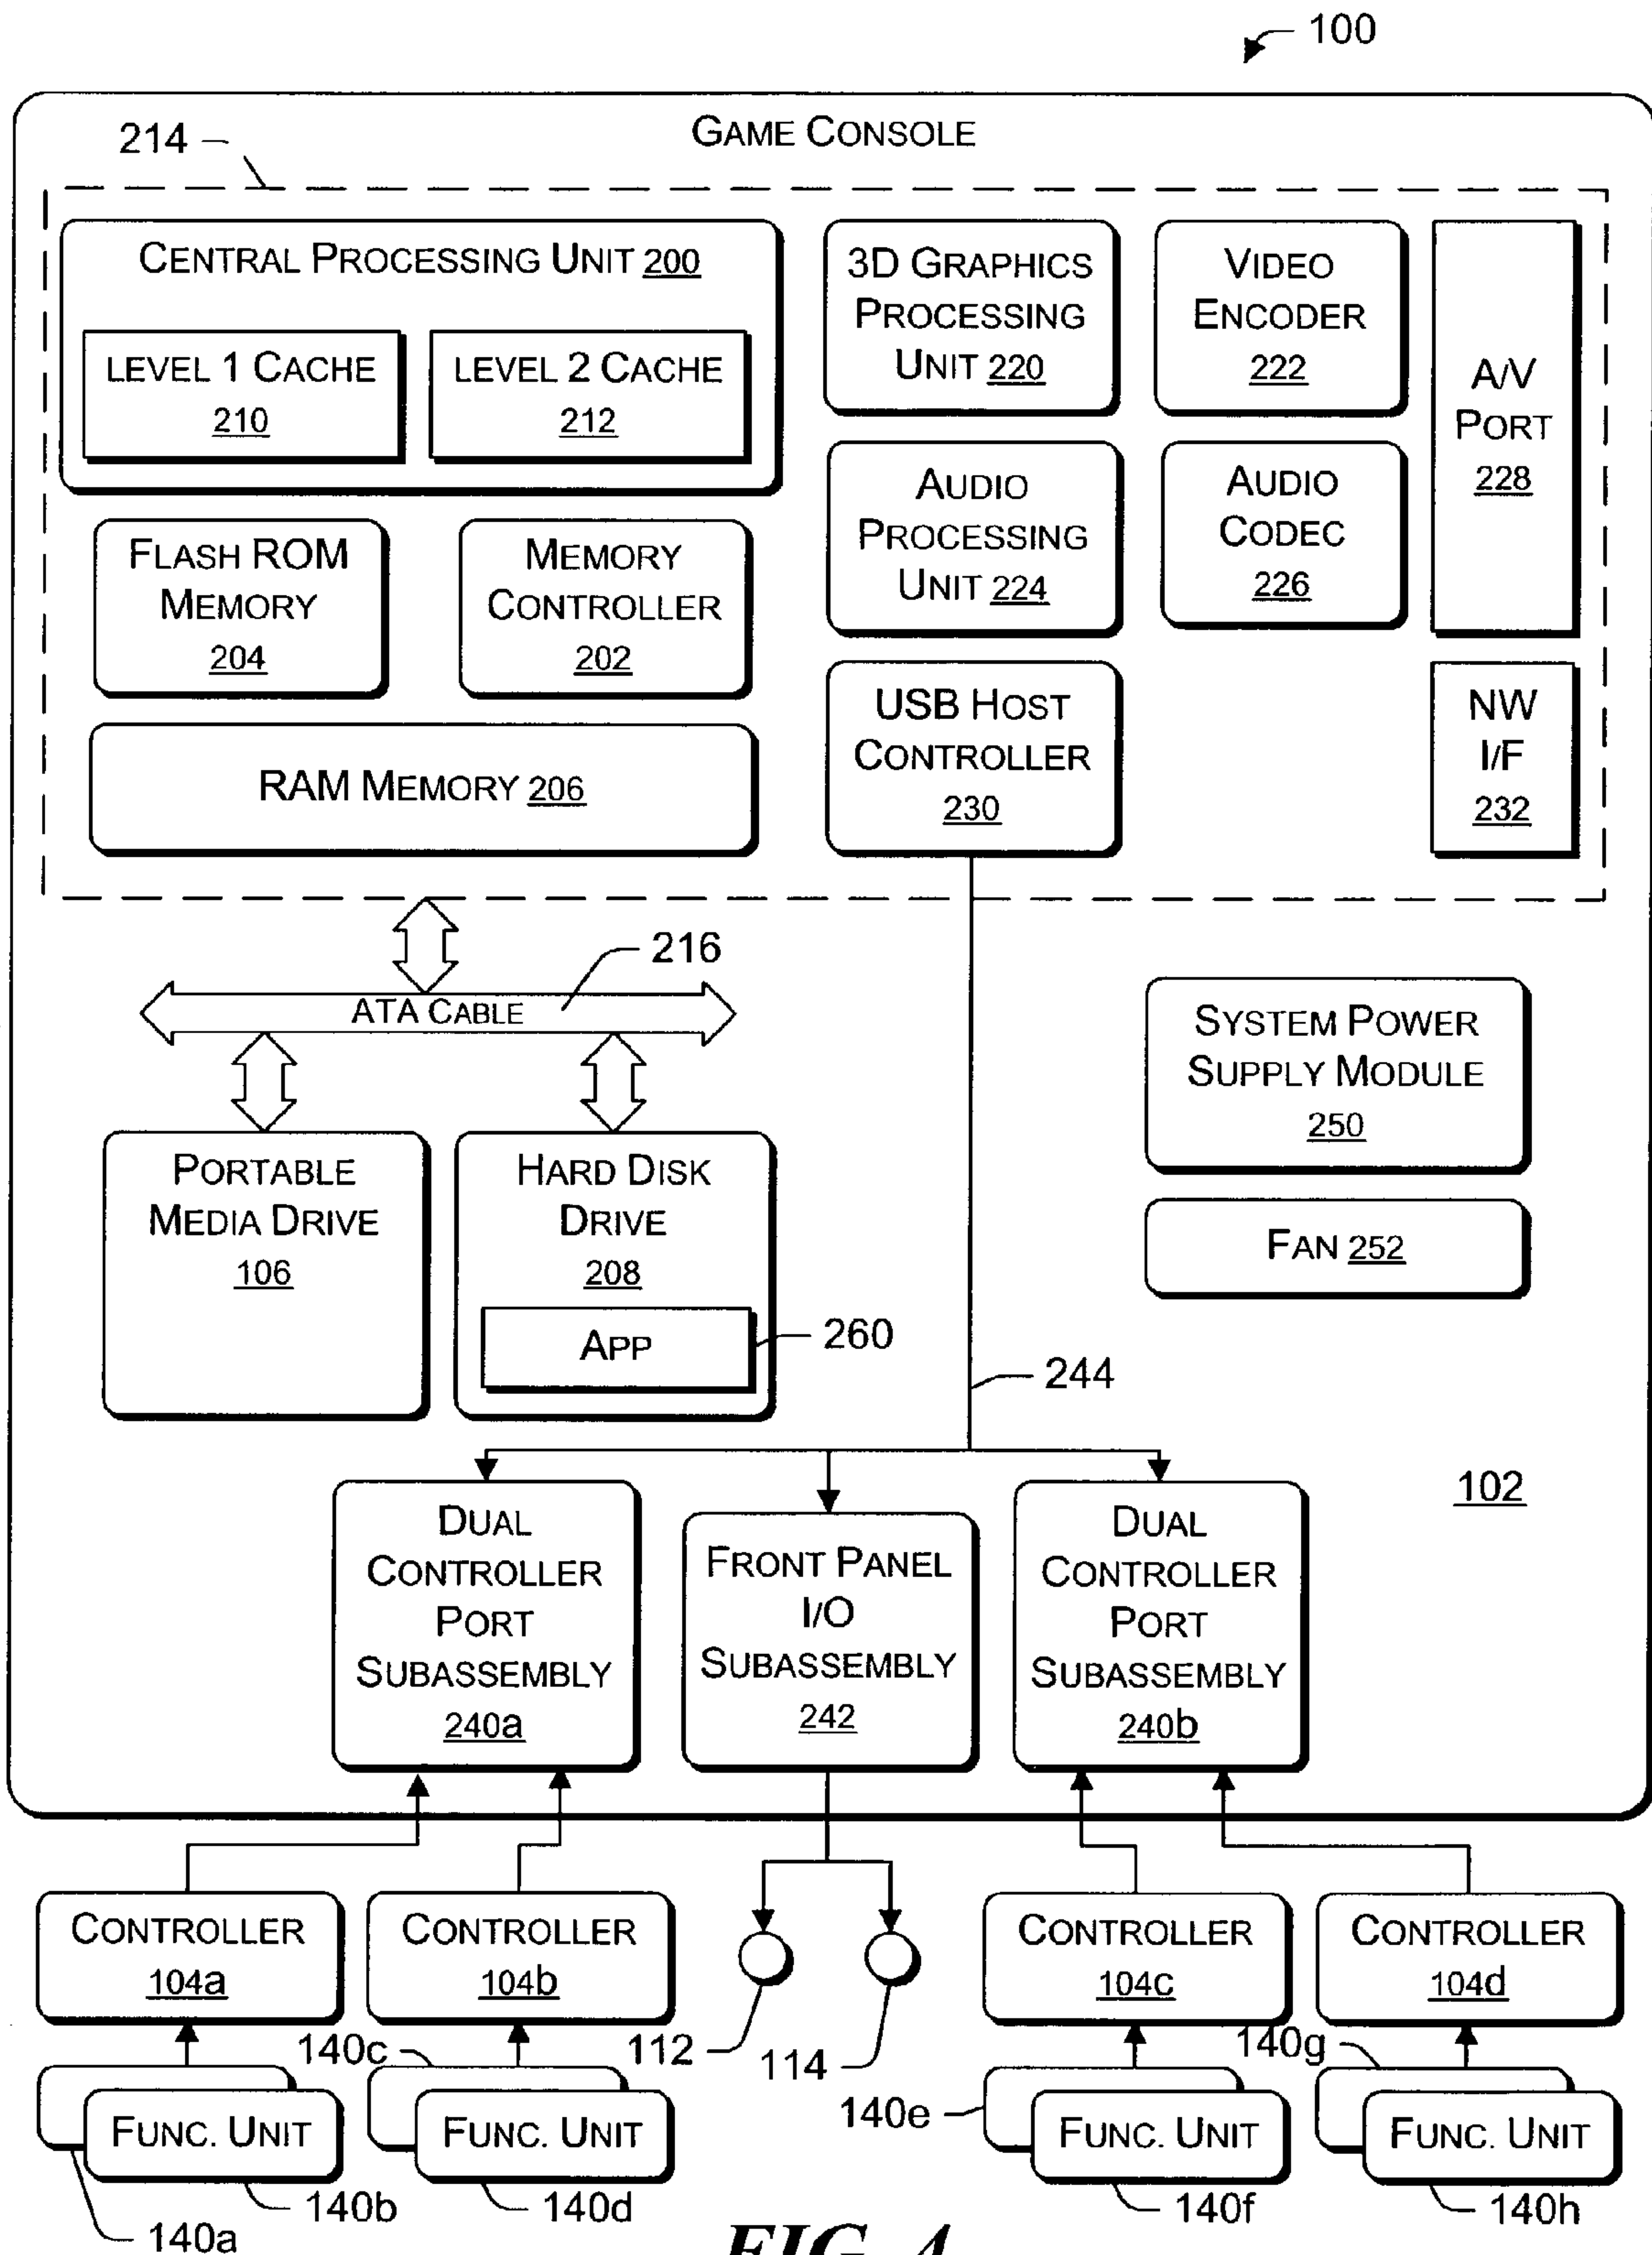 100
GAME CONSOLE
214
CENTRAL PROCESSING UNIT 200
LEVEL 1 CACHE
210
LEVEL 2 CACHE
212
3D GRAPHICS
PROCESSING
UNIT 220
VIDEO
ENCODER
222
A/V
PORT
228
AUDIO
PROCESSING
UNIT 224
AUDIO
CODEC
226
FLASH ROM
MEMORY
204
MEMORY
CONTROLLER
202
USB HOST
CONTROLLER
230
NW
I/F
232
RAM MEMORY 206
216
ATA CABLE
SYSTEM POWER
SUPPLY MODULE
250
PORTABLE
MEDIA DRIVE
106
HARD DISK
DRIVE
208
APP
260
FAN 252
244
102
DUAL
CONTROLLER
PORT
SUBASSEMBLY
240a
FRONT PANEL
I/O
SUBASSEMBLY
242
DUAL
CONTROLLER
PORT
SUBASSEMBLY
240b
CONTROLLER
104a
CONTROLLER
104b
CONTROLLER
104c
CONTROLLER
104d
112
114
140c
140g
140e
FUNC. UNIT
FUNC. UNIT
FUNC. UNIT
FUNC. UNIT
140b
140d
140f
140h
140a
FIG. 4